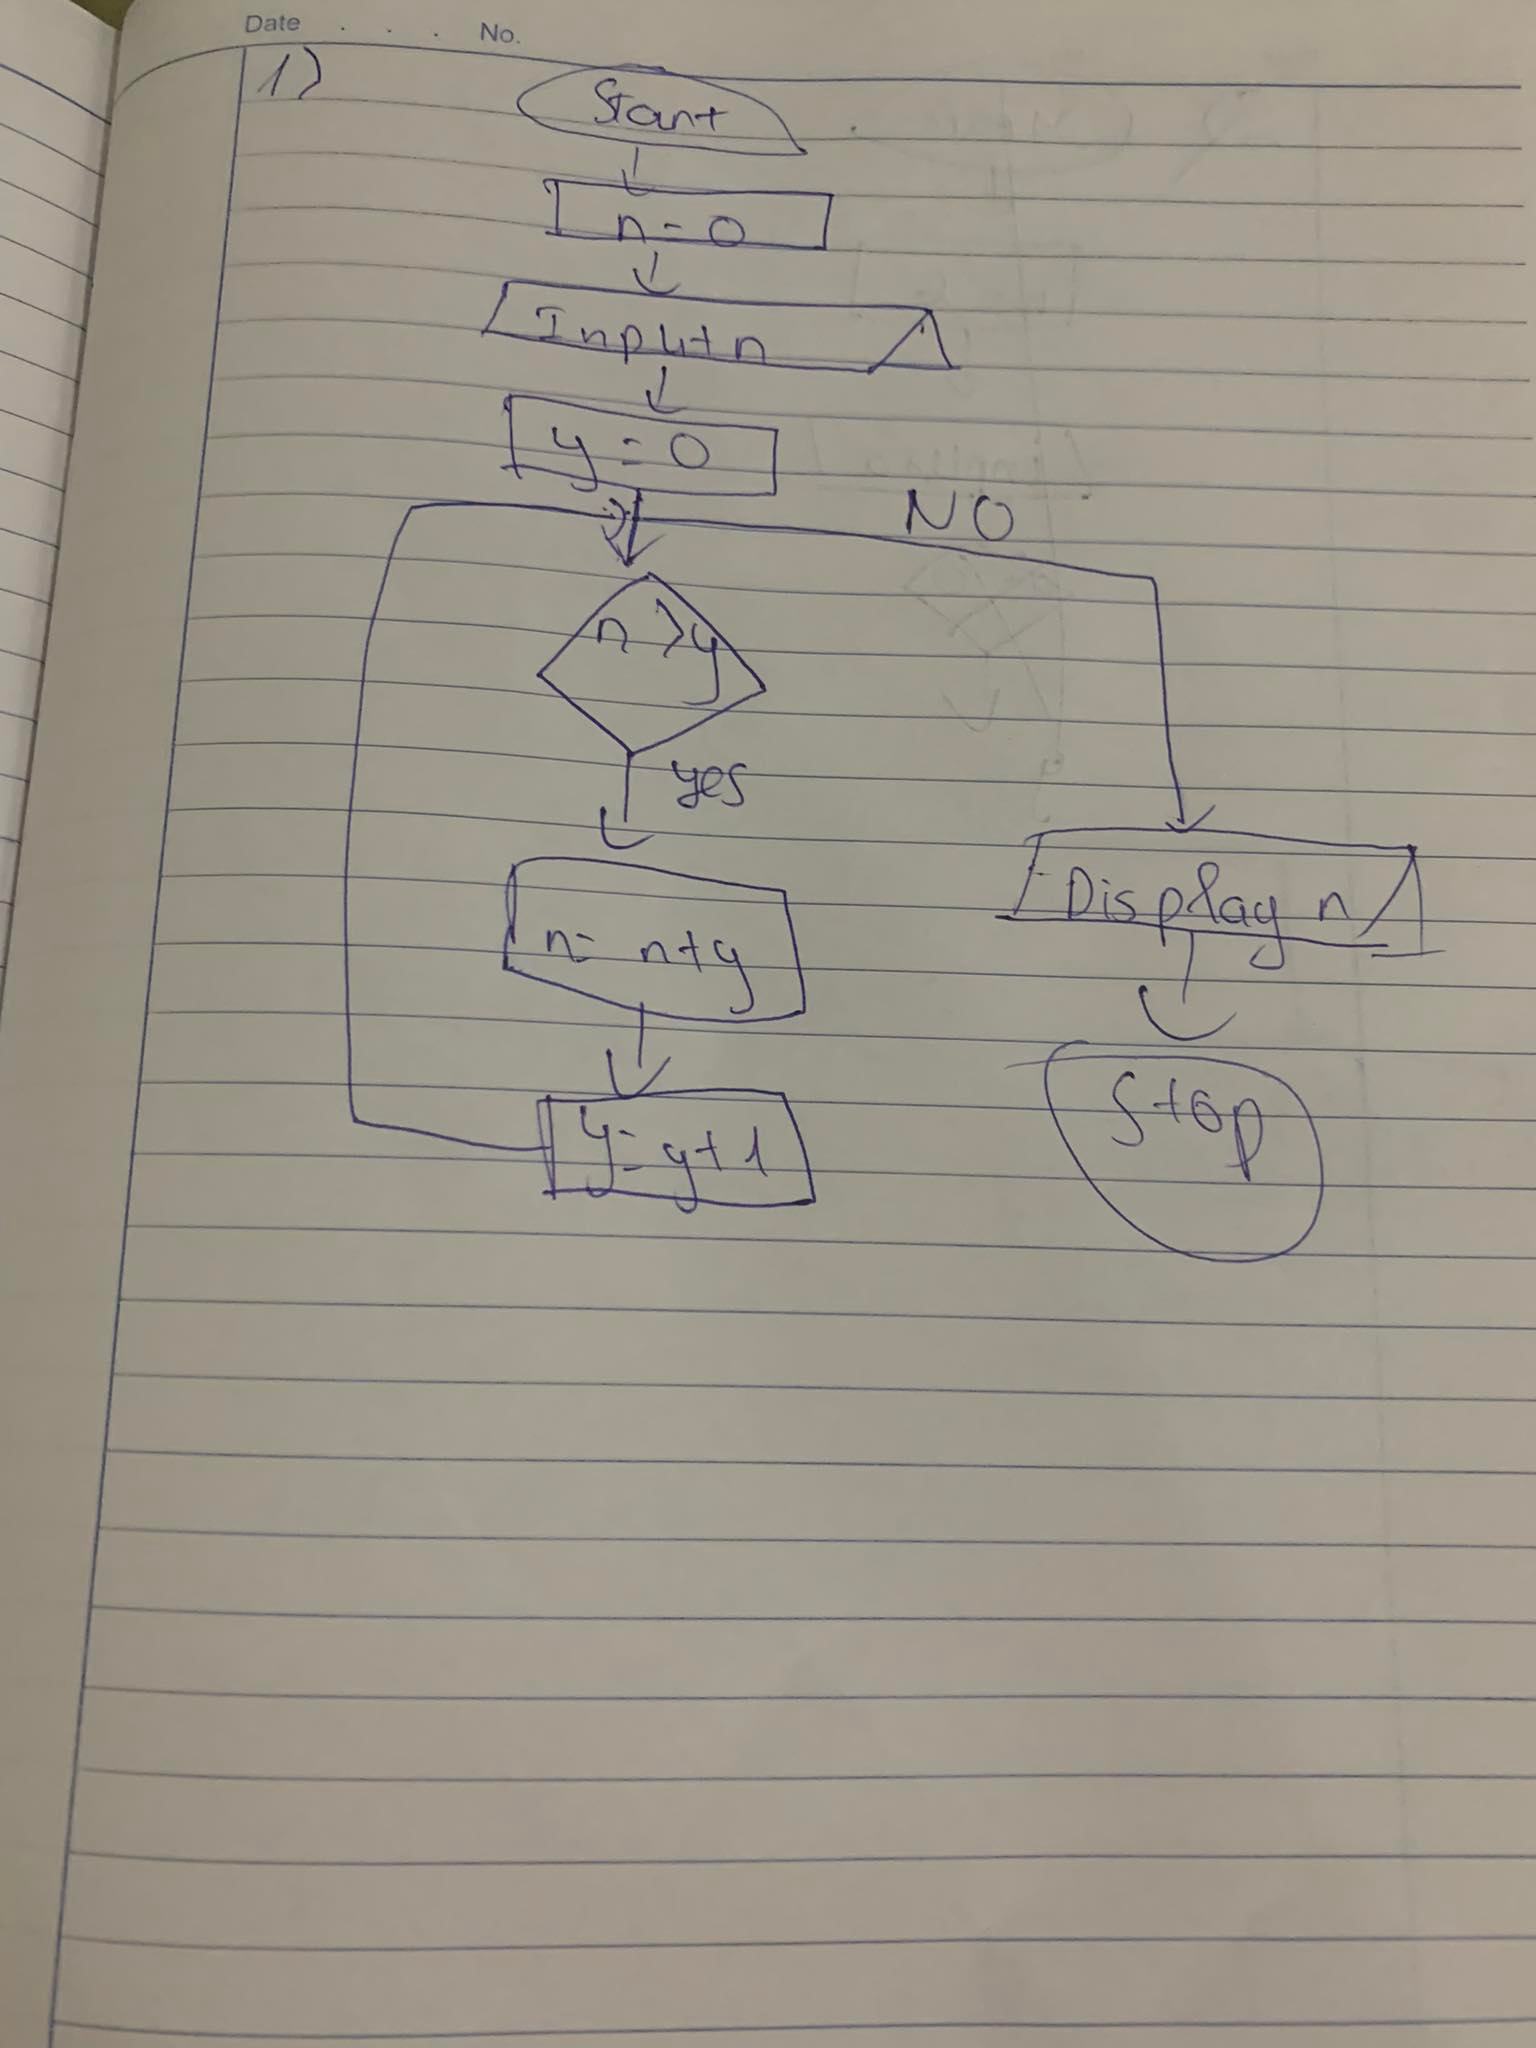 Date . . . No.
1)
Start
n = 0
Input n
y = 0
NO
n > y
yes
n = n + y
Display n
y = y + 1
Stop